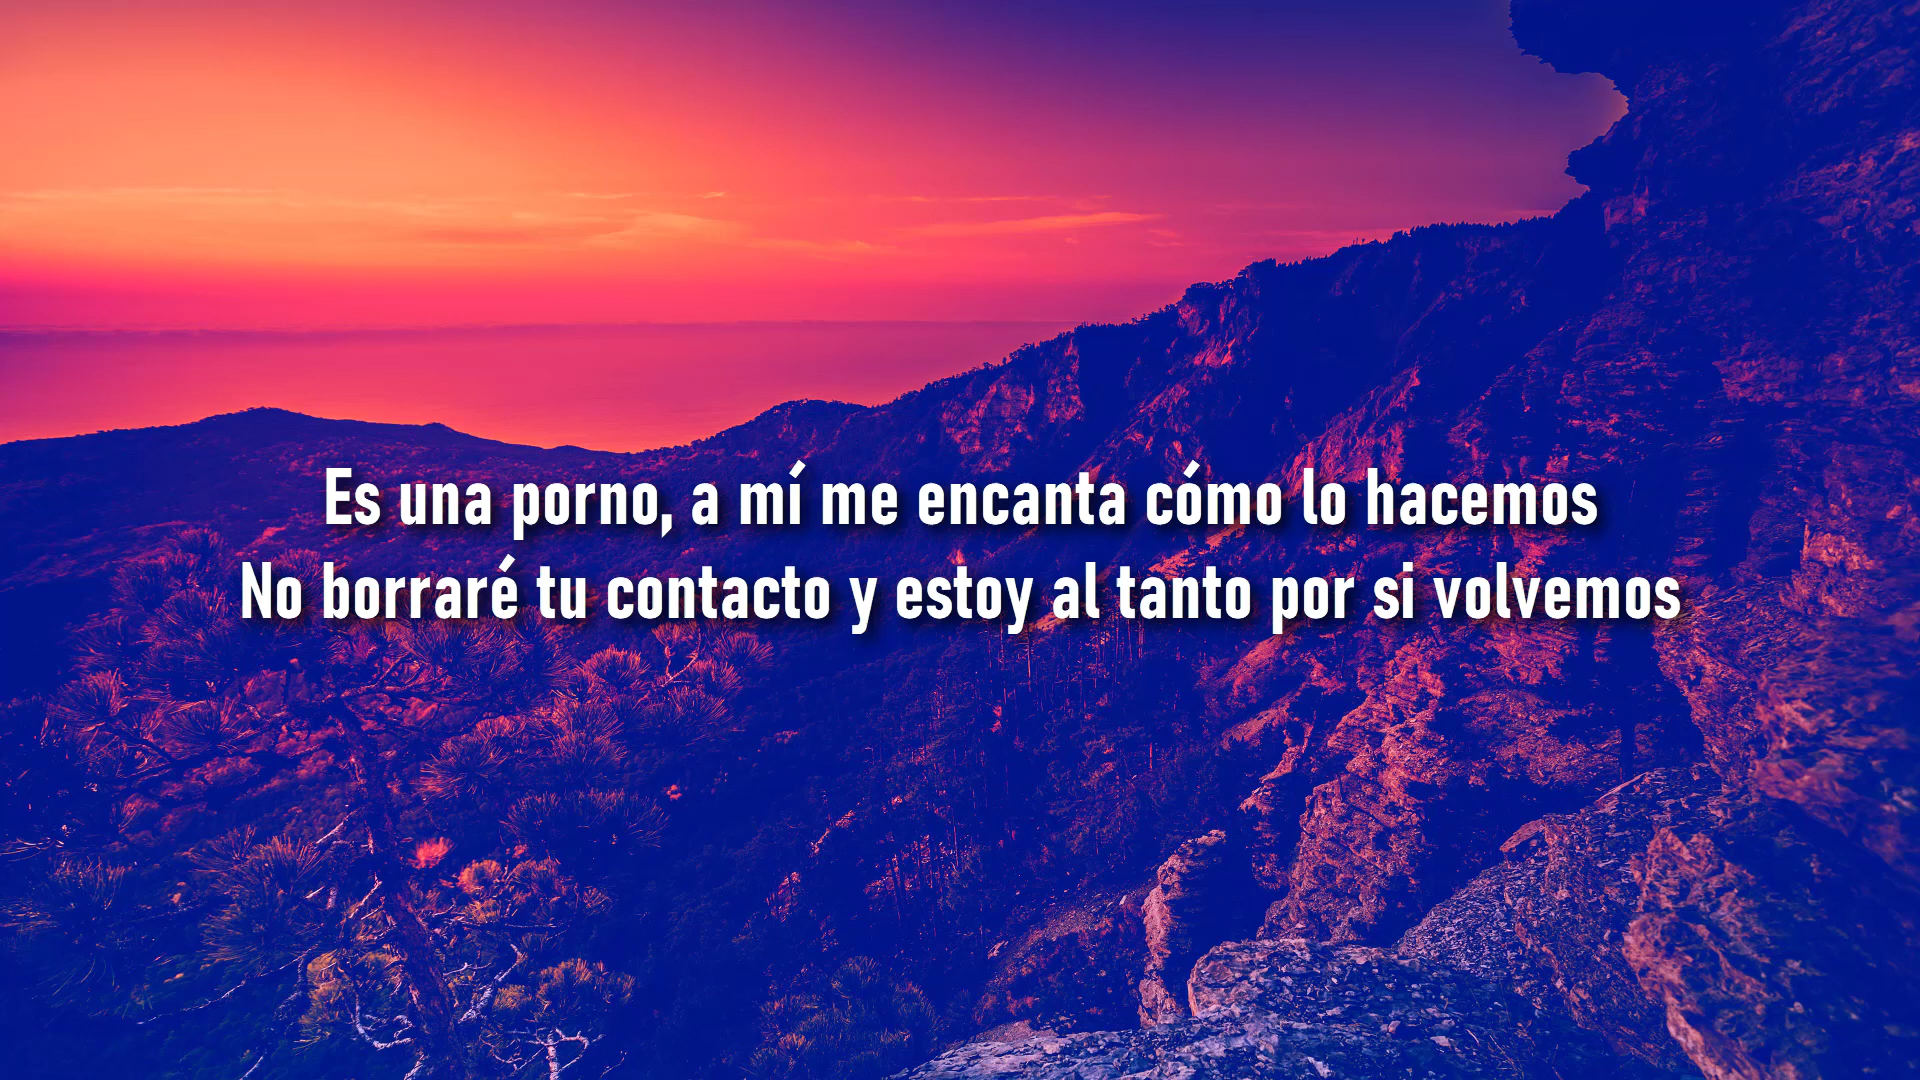 Es una porno, a mí me encanta cómo lo hacemos
No borraré tu contacto y estoy al tanto por si volvemos